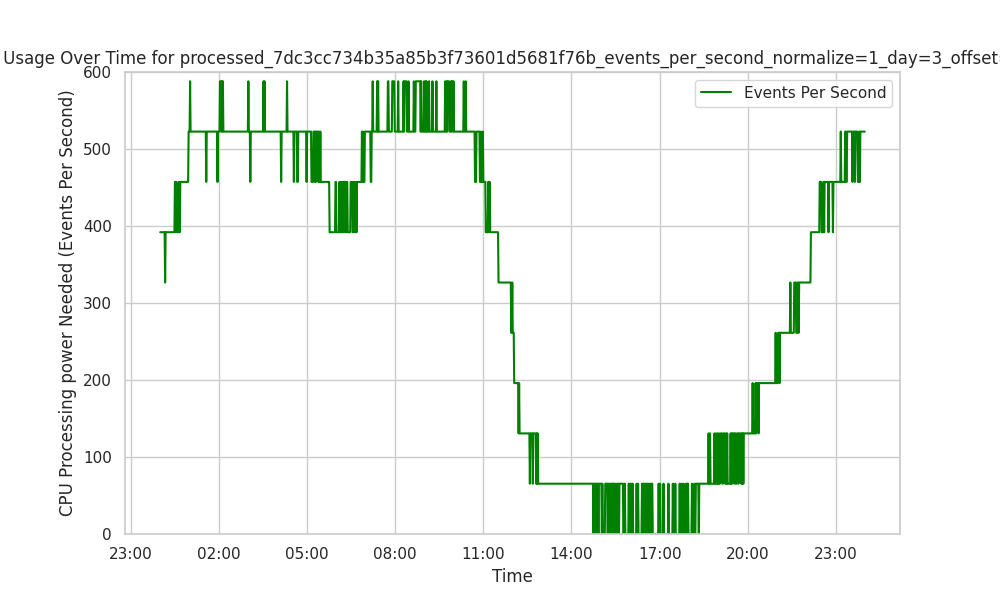 Usage Over Time for processed_7dc3cc734b35a85b3f73601d5681f76b_events_per_second_normalize=1_day=3_offset=
Events Per Second
CPU Processing power Needed (Events Per Second)
600
500
400
300
200
100
0
23:00 02:00 05:00 08:00 11:00 14:00 17:00 20:00 23:00
Time